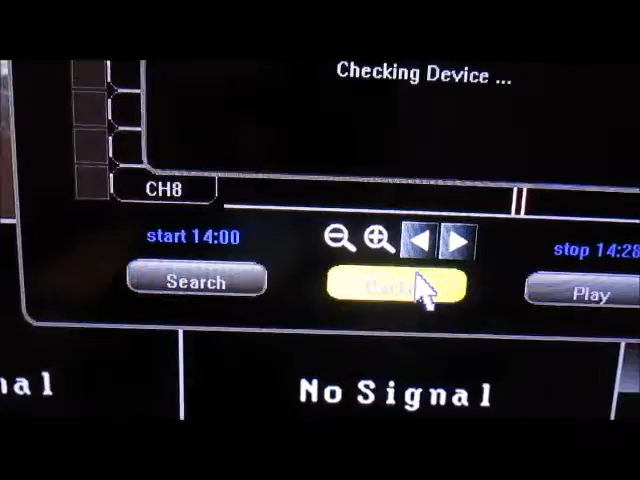 Checking Device ...
CH8
start 14:00
stop 14:28
Search
Play
nal
No Signal